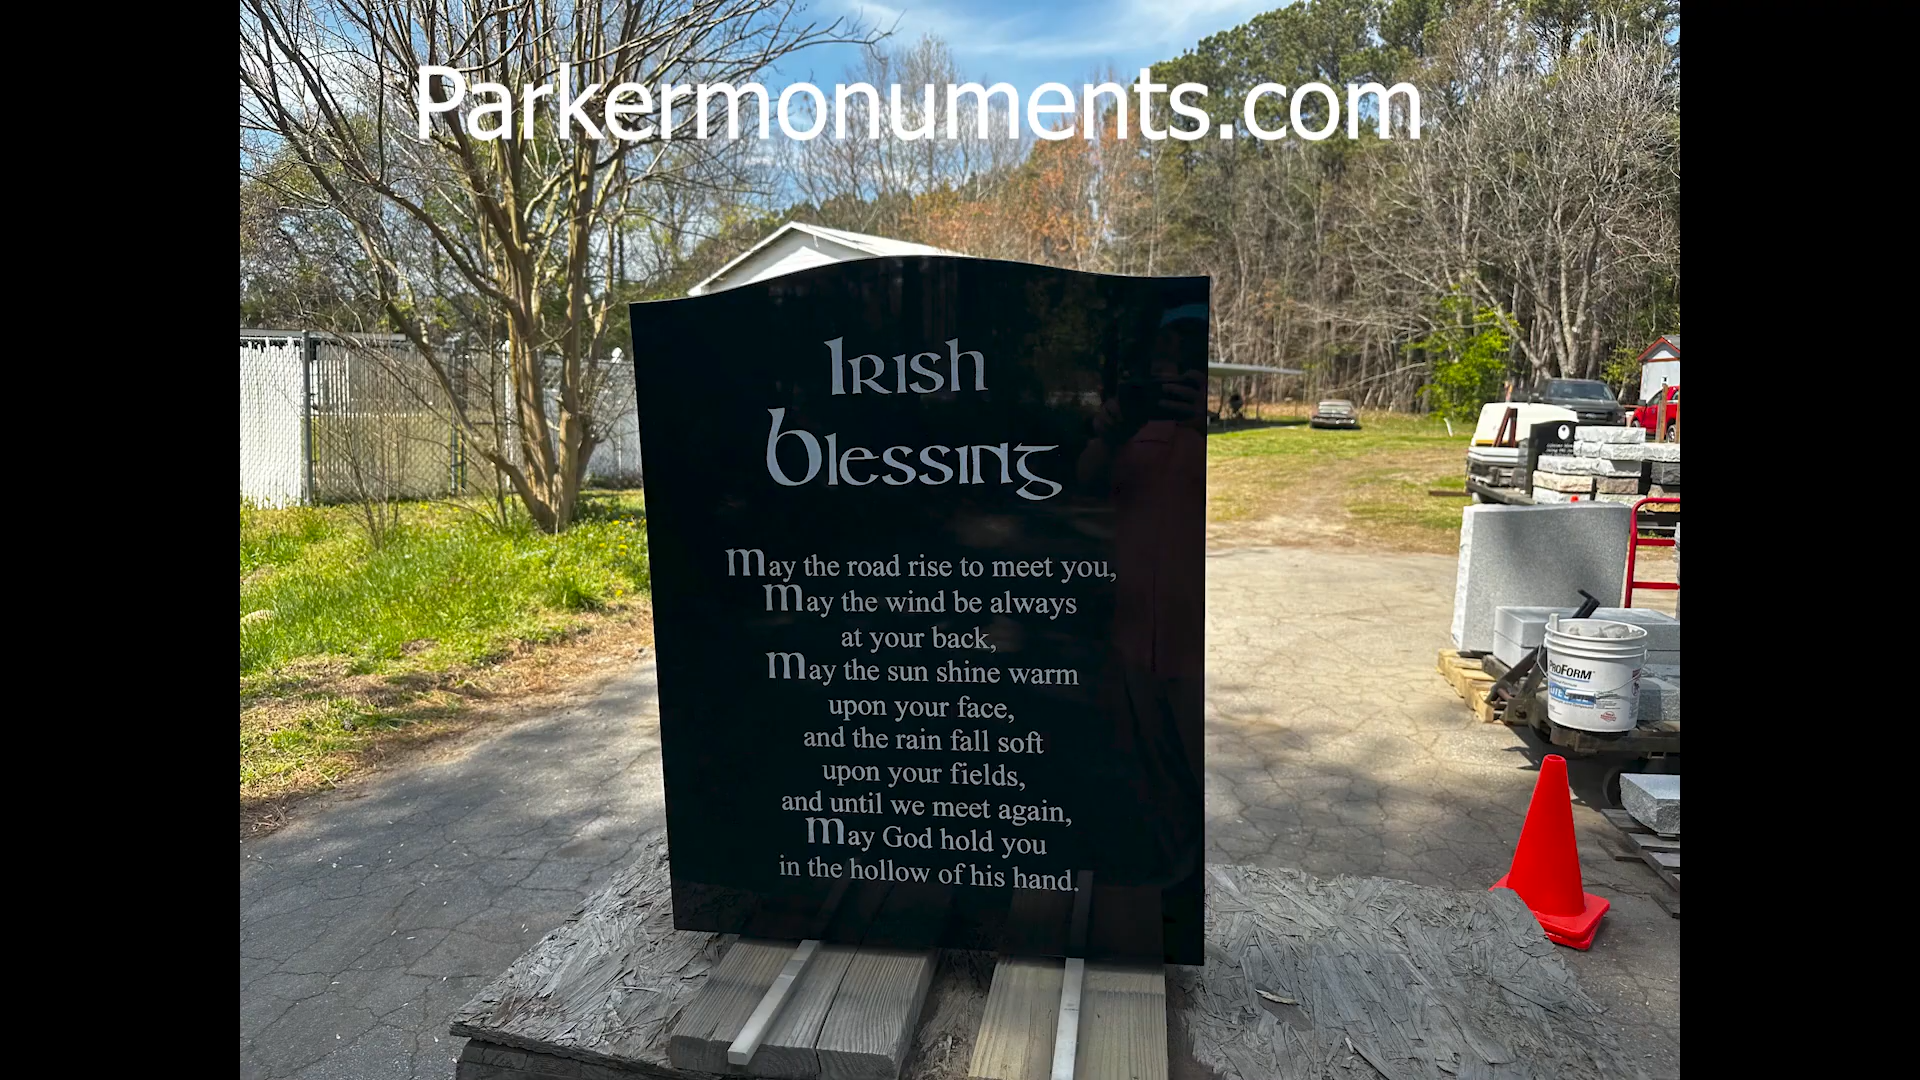 Parkermonuments.com
Irish
blessing
may the road rise to meet you,
may the wind be always
at your back,
may the sun shine warm
upon your face,
and the rain fall soft
upon your fields,
and until we meet again,
may God hold you
in the hollow of his hand.
PROFORM